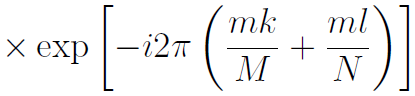 × exp [ −i2π ( mk/M + ml/N ) ]